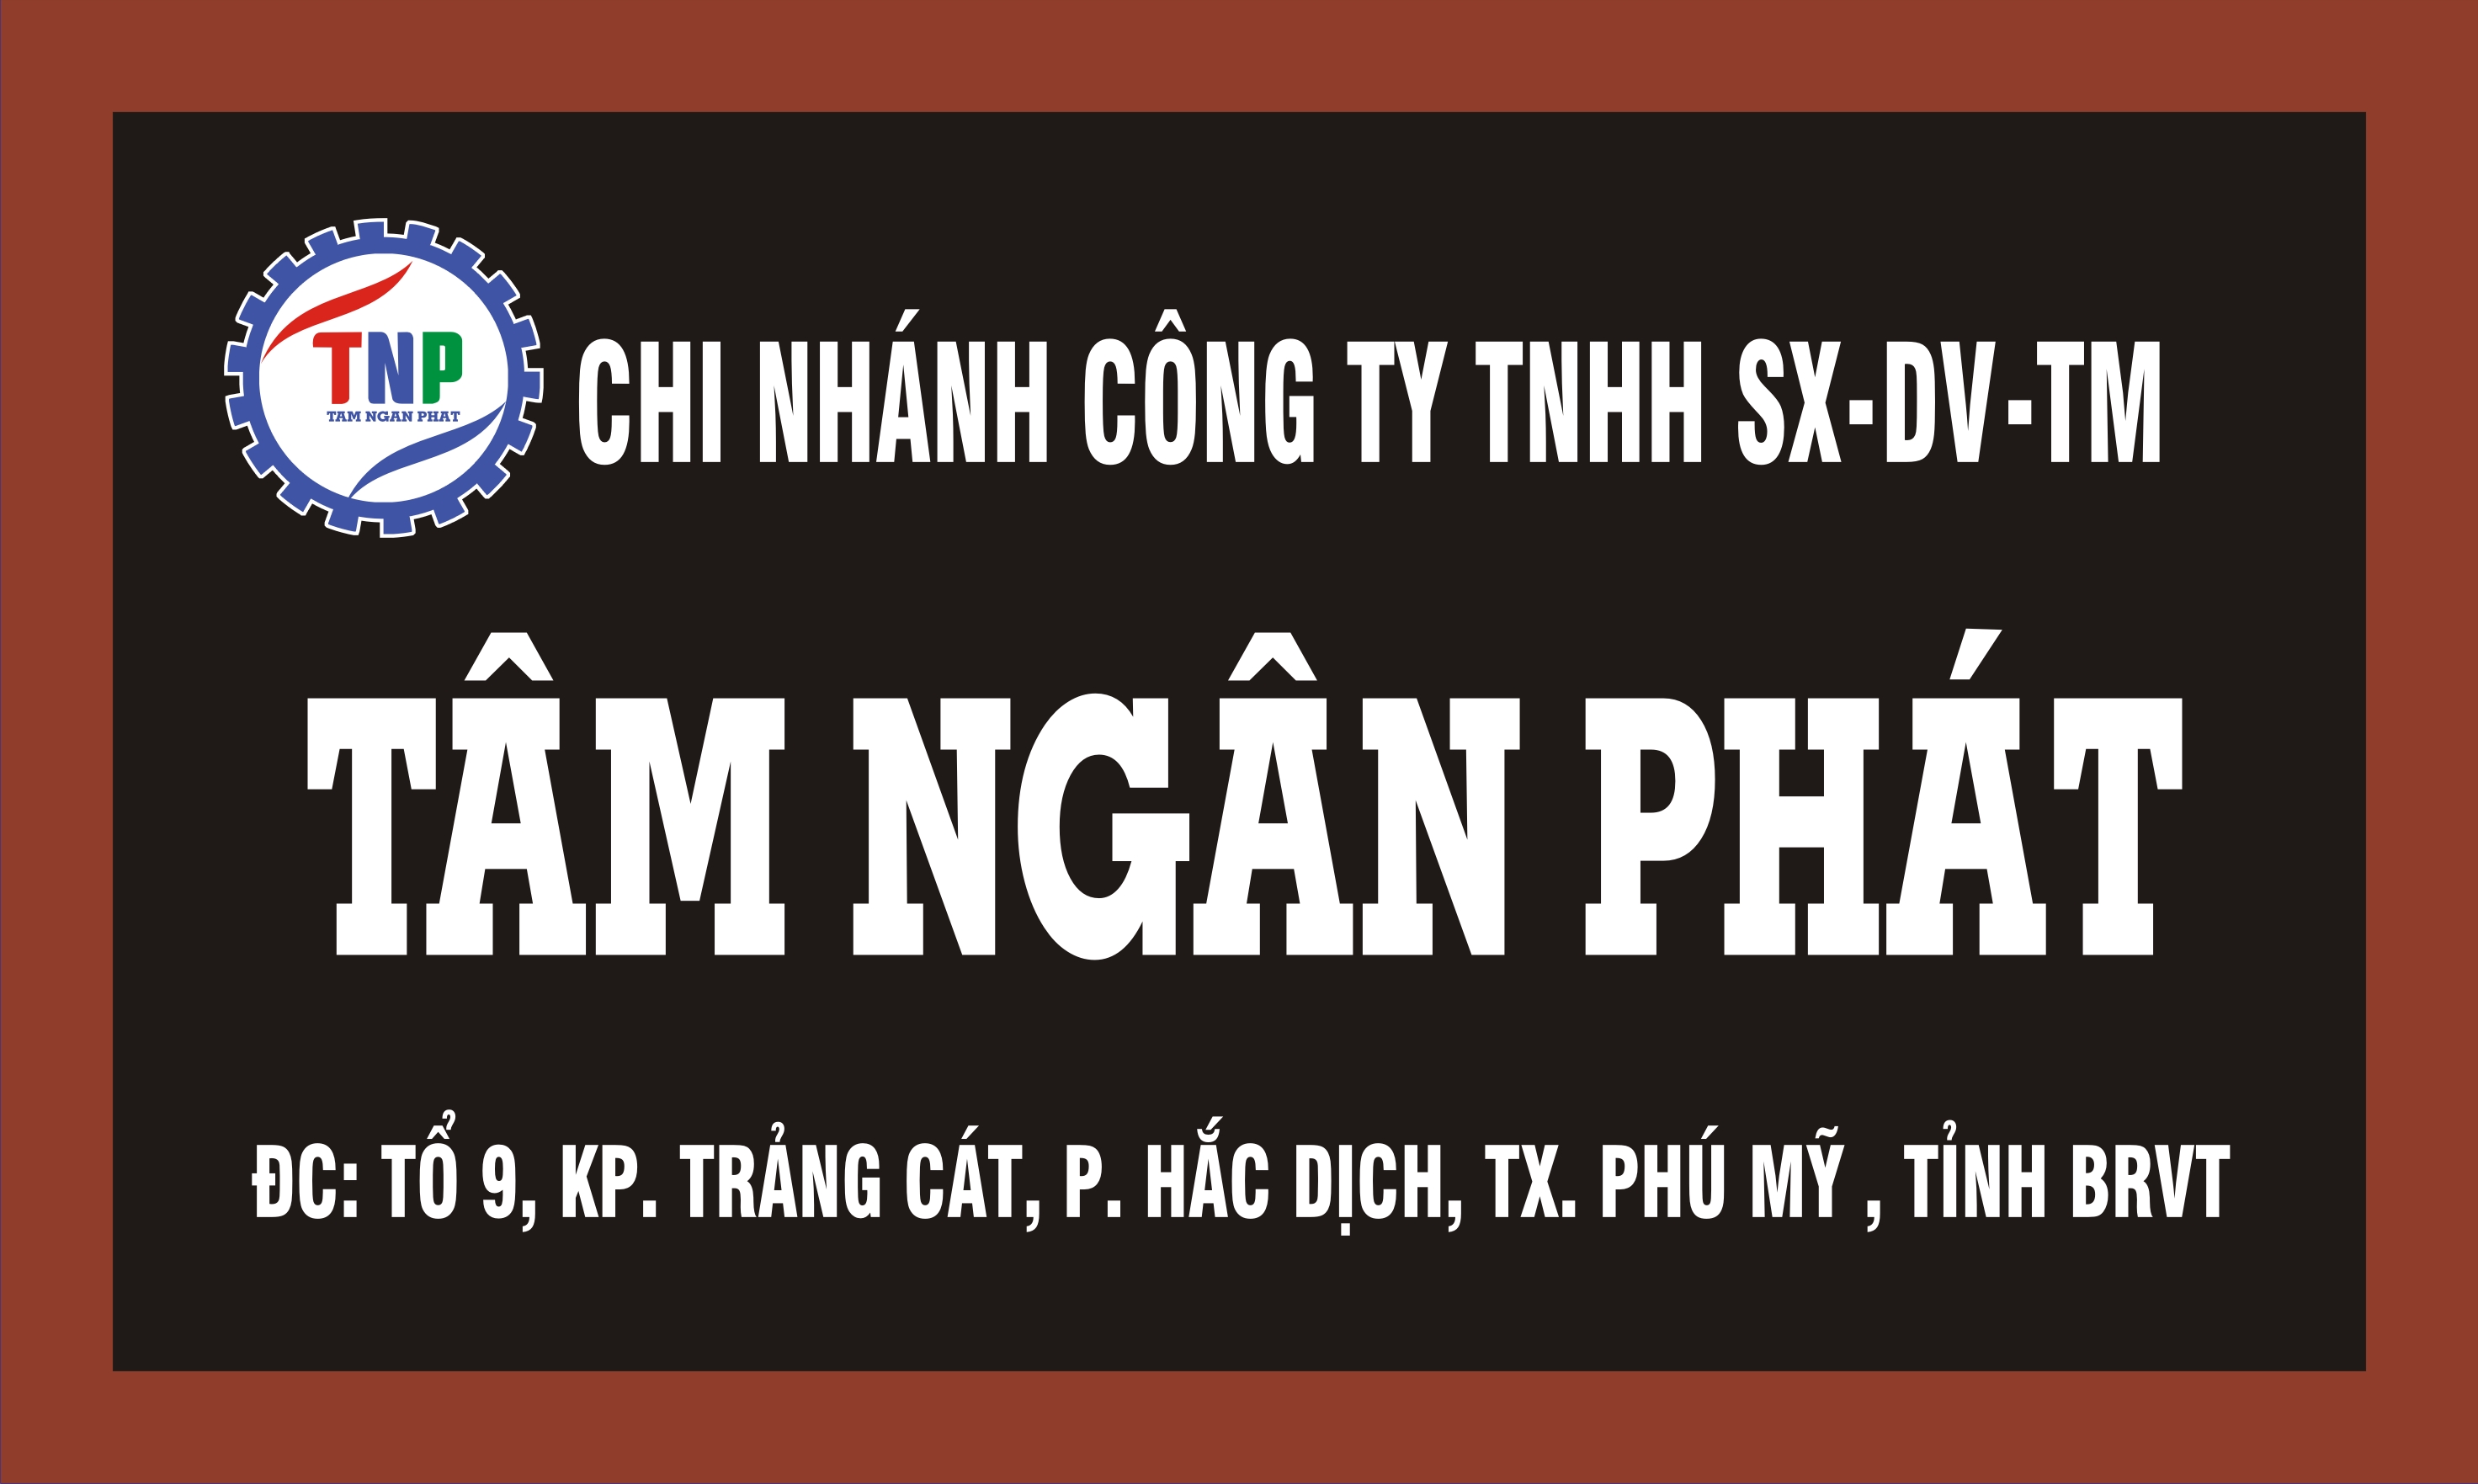 TNP
TAM NGAN PHAT
CHI NHÁNH CÔNG TY TNHH SX-DV-TM
TÂM NGÂN PHÁT
ĐC: TỔ 9, KP. TRẢNG CÁT, P. HẮC DỊCH, TX. PHÚ MỸ , TỈNH BRVT